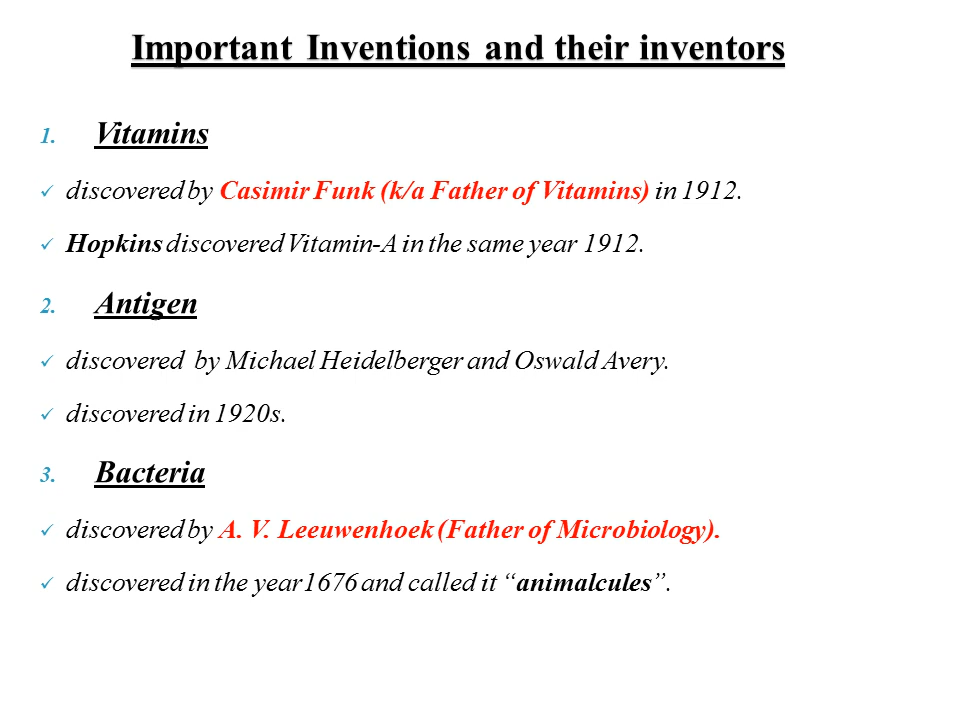 Important Inventions and their inventors
1. Vitamins
✓ discovered by Casimir Funk (k/a Father of Vitamins) in 1912.
✓ Hopkins discovered Vitamin-A in the same year 1912.
2. Antigen
✓ discovered by Michael Heidelberger and Oswald Avery.
✓ discovered in 1920s.
3. Bacteria
✓ discovered by A. V. Leeuwenhoek (Father of Microbiology).
✓ discovered in the year 1676 and called it “animalcules”.